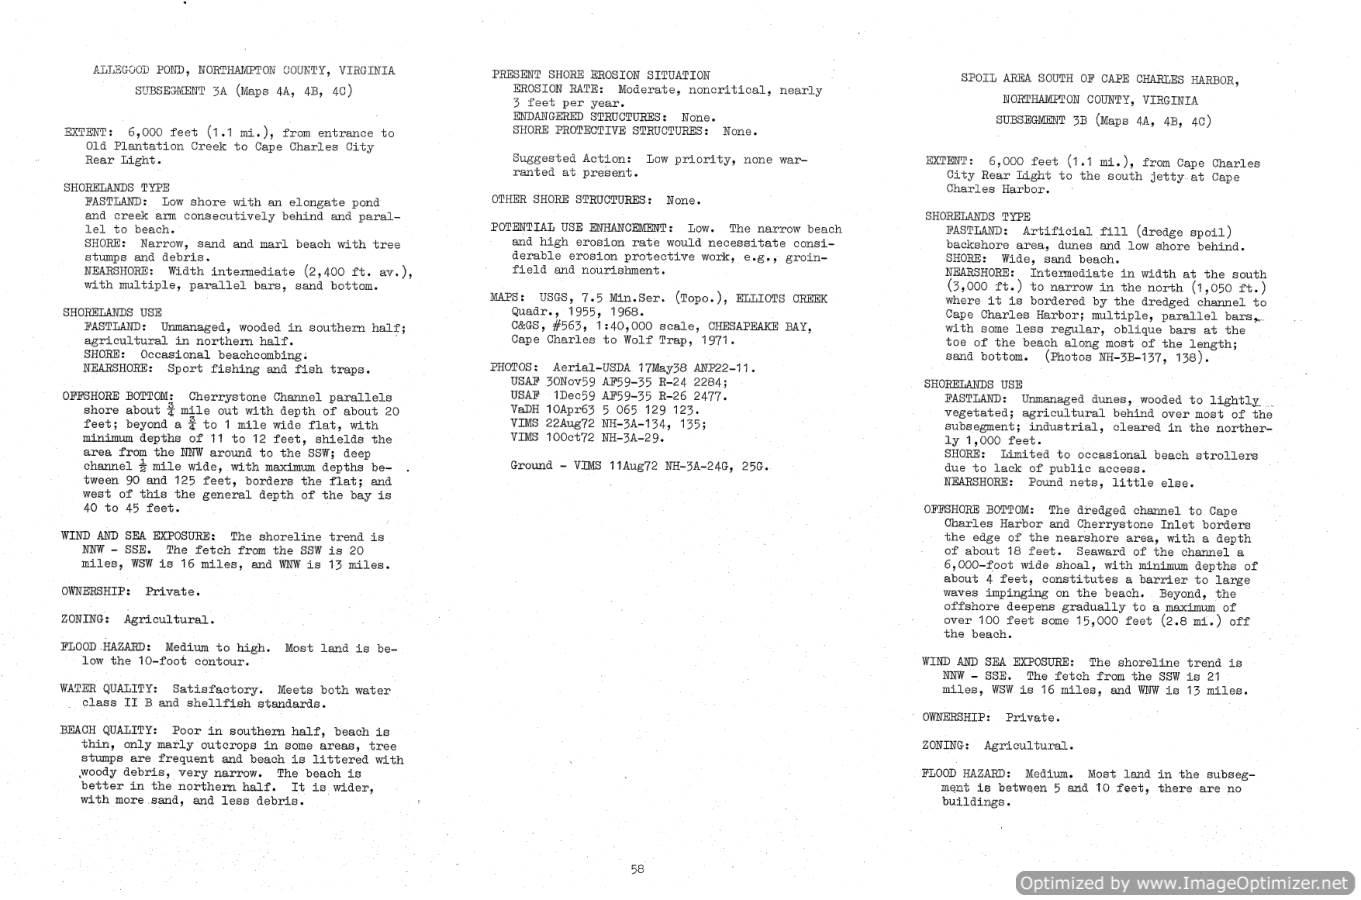 ALLEGOOD POND, NORTHAMPTON COUNTY, VIRGINIA
SUBSEGMENT 3A (Maps 4A, 4B, 4C)
EXTENT: 6,000 feet (1.1 mi.), from entrance to
Old Plantation Creek to Cape Charles City
Rear Light.
SHORELANDS TYPE
FASTLAND: Low shore with an elongate pond
and creek arm consecutively behind and paral-
lel to beach.
SHORE: Narrow, sand and marl beach with tree
stumps and debris.
NEARSHORE: Width intermediate (2,400 ft. av.),
with multiple, parallel bars, sand bottom.
SHORELANDS USE
FASTLAND: Unmanaged, wooded in southern half;
agricultural in northern half.
SHORE: Occasional beachcombing.
NEARSHORE: Sport fishing and fish traps.
OFFSHORE BOTTOM: Cherrystone Channel parallels
shore about ¾ mile out with depth of about 20
feet; beyond a ¾ to 1 mile wide flat, with
minimum depths of 11 to 12 feet, shields the
area from the NNW around to the SSW; deep
channel ½ mile wide, with maximum depths be-
tween 90 and 125 feet, borders the flat; and
west of this the general depth of the bay is
40 to 45 feet.
WIND AND SEA EXPOSURE: The shoreline trend is
NNW - SSE. The fetch from the SSW is 20
miles, WSW is 16 miles, and WNW is 13 miles.
OWNERSHIP: Private.
ZONING: Agricultural.
FLOOD HAZARD: Medium to high. Most land is be-
low the 10-foot contour.
WATER QUALITY: Satisfactory. Meets both water
class II B and shellfish standards.
BEACH QUALITY: Poor in southern half, beach is
thin, only marly outcrops in some areas, tree
stumps are frequent and beach is littered with
woody debris, very narrow. The beach is
better in the northern half. It is wider,
with more sand, and less debris.
PRESENT SHORE EROSION SITUATION
EROSION RATE: Moderate, noncritical, nearly
3 feet per year.
ENDANGERED STRUCTURES: None.
SHORE PROTECTIVE STRUCTURES: None.
Suggested Action: Low priority, none war-
ranted at present.
OTHER SHORE STRUCTURES: None.
POTENTIAL USE ENHANCEMENT: Low. The narrow beach
and high erosion rate would necessitate consi-
derable erosion protective work, e.g., groin-
field and nourishment.
MAPS: USGS, 7.5 Min.Ser. (Topo.), ELLIOTS CREEK
Quadr., 1955, 1968.
C&GS, #563, 1:40,000 scale, CHESAPEAKE BAY,
Cape Charles to Wolf Trap, 1971.
PHOTOS: Aerial-USDA 17May38 ANP22-11.
USAF 30Nov59 AF59-35 R-24 2284;
USAF 1Dec59 AF59-35 R-26 2477.
VaDH 10Apr63 5 065 129 123.
VIMS 22Aug72 NH-3A-134, 135;
VIMS 10Oct72 NH-3A-29.
Ground - VIMS 11Aug72 NH-3A-24G, 25G.
SPOIL AREA SOUTH OF CAPE CHARLES HARBOR,
NORTHAMPTON COUNTY, VIRGINIA
SUBSEGMENT 3B (Maps 4A, 4B, 4C)
EXTENT: 6,000 feet (1.1 mi.), from Cape Charles
City Rear Light to the south jetty at Cape
Charles Harbor.
SHORELANDS TYPE
FASTLAND: Artificial fill (dredge spoil)
backshore area, dunes and low shore behind.
SHORE: Wide, sand beach.
NEARSHORE: Intermediate in width at the south
(3,000 ft.) to narrow in the north (1,050 ft.)
where it is bordered by the dredged channel to
Cape Charles Harbor; multiple, parallel bars,
with some less regular, oblique bars at the
toe of the beach along most of the length;
sand bottom. (Photos NH-3B-137, 138).
SHORELANDS USE
FASTLAND: Unmanaged dunes, wooded to lightly
vegetated; agricultural behind over most of the
subsegment; industrial, cleared in the norther-
ly 1,000 feet.
SHORE: Limited to occasional beach strollers
due to lack of public access.
NEARSHORE: Pound nets, little else.
OFFSHORE BOTTOM: The dredged channel to Cape
Charles Harbor and Cherrystone Inlet borders
the edge of the nearshore area, with a depth
of about 18 feet. Seaward of the channel a
6,000-foot wide shoal, with minimum depths of
about 4 feet, constitutes a barrier to large
waves impinging on the beach. Beyond, the
offshore deepens gradually to a maximum of
over 100 feet some 15,000 feet (2.8 mi.) off
the beach.
WIND AND SEA EXPOSURE: The shoreline trend is
NNW - SSE. The fetch from the SSW is 21
miles, WSW is 16 miles, and WNW is 13 miles.
OWNERSHIP: Private.
ZONING: Agricultural.
FLOOD HAZARD: Medium. Most land in the subseg-
ment is between 5 and 10 feet, there are no
buildings.
58
Optimized by www.ImageOptimizer.net